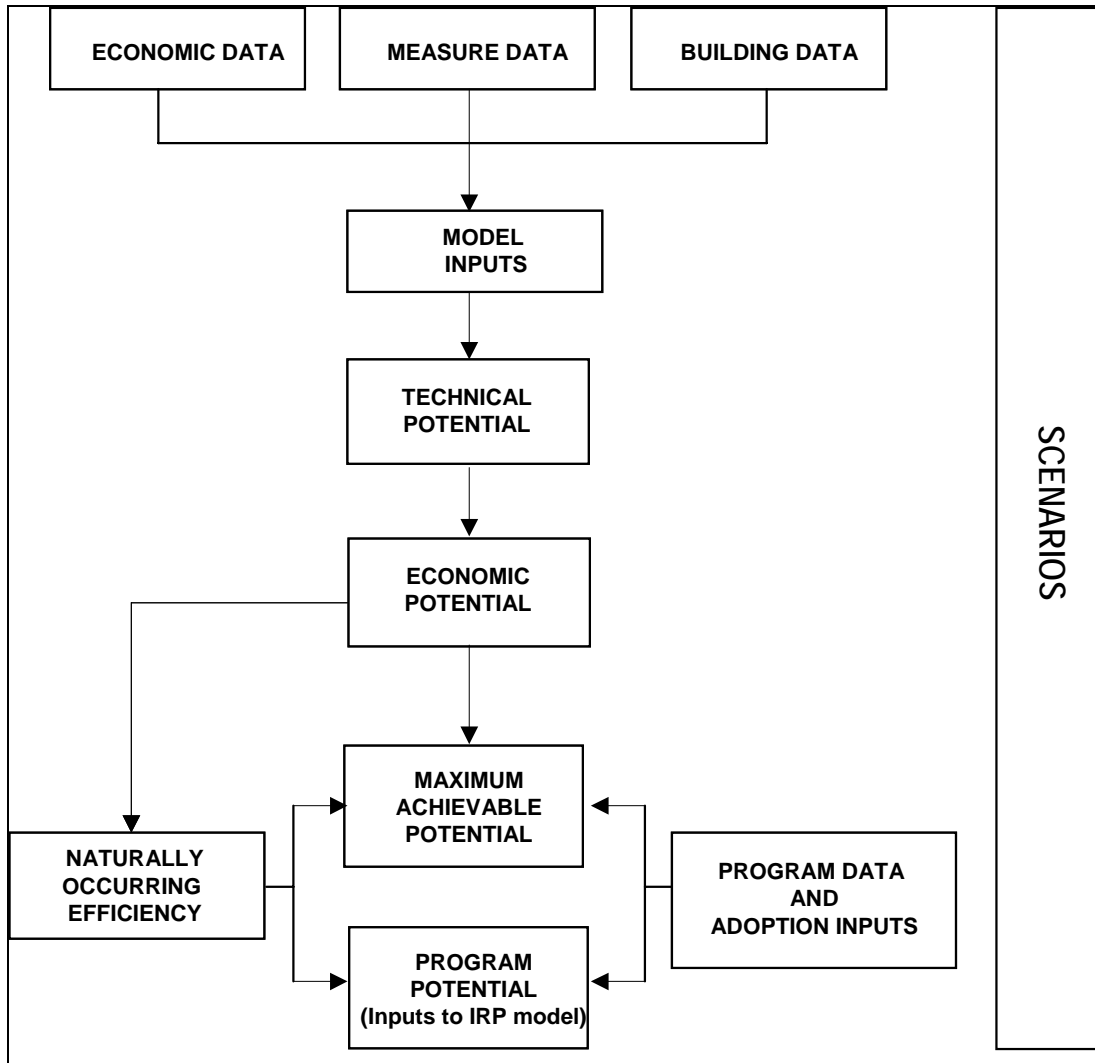 ECONOMIC DATA
MEASURE DATA
BUILDING DATA
MODEL
INPUTS
TECHNICAL
POTENTIAL
ECONOMIC
POTENTIAL
MAXIMUM
ACHIEVABLE
POTENTIAL
NATURALLY
OCCURRING
EFFICIENCY
PROGRAM DATA
AND
ADOPTION INPUTS
PROGRAM
POTENTIAL
(Inputs to IRP model)
SCENARIOS